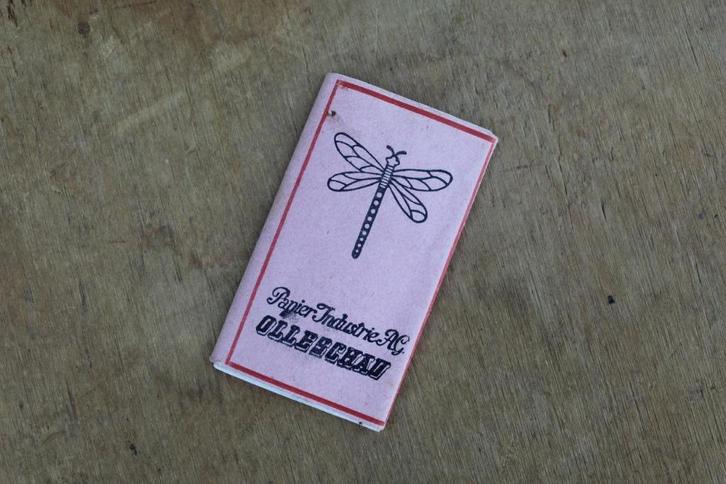 Papier Industrie AG.
OLLESCHAU